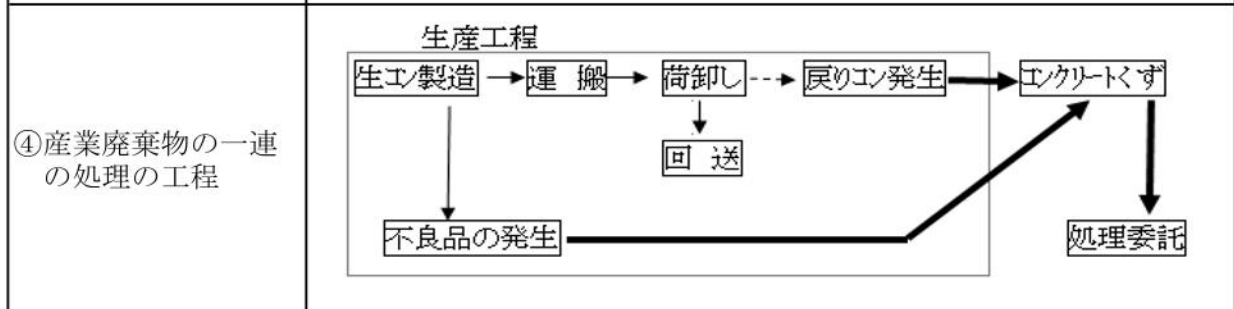 ④産業廃棄物の一連
の処理の工程
生産工程
生コン製造
運 搬
荷卸し
戻りコン発生
コンクリートくず
回 送
不良品の発生
処理委託